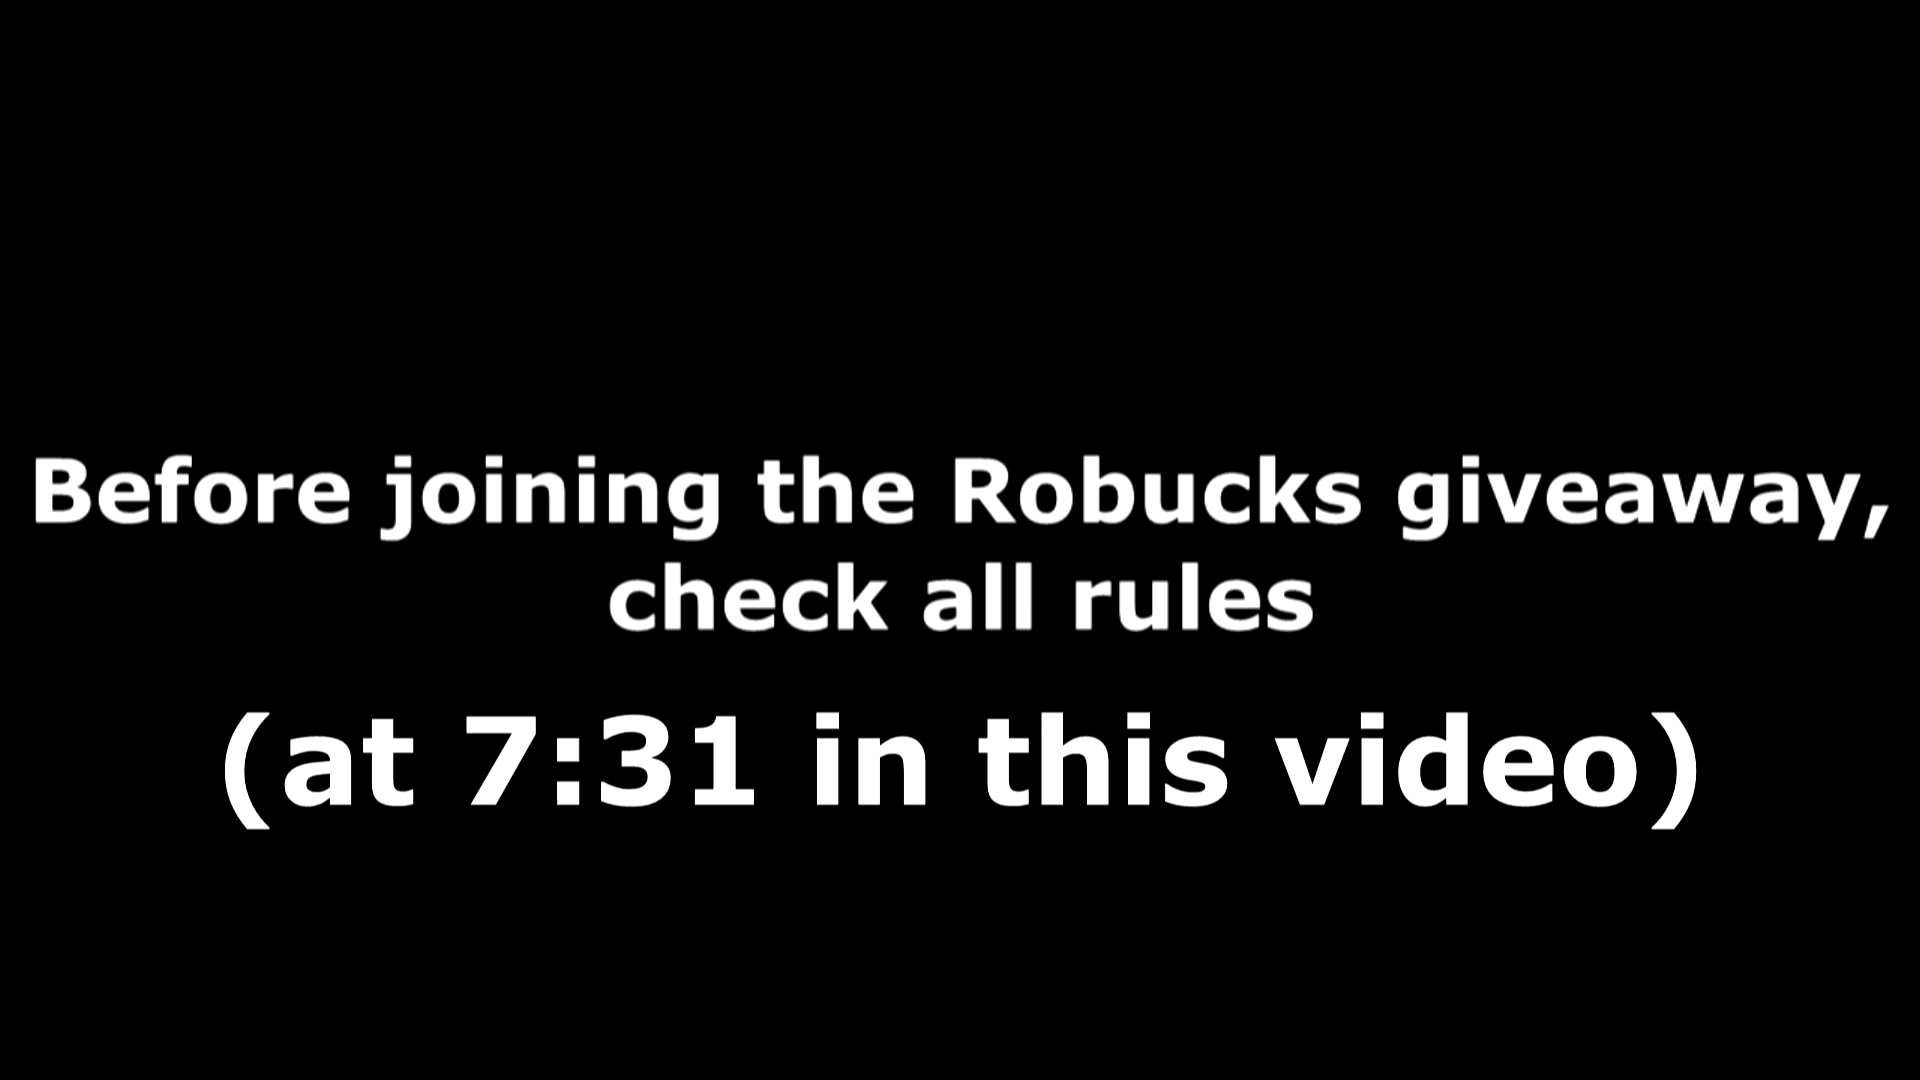 Before joining the Robucks giveaway,
check all rules
(at 7:31 in this video)